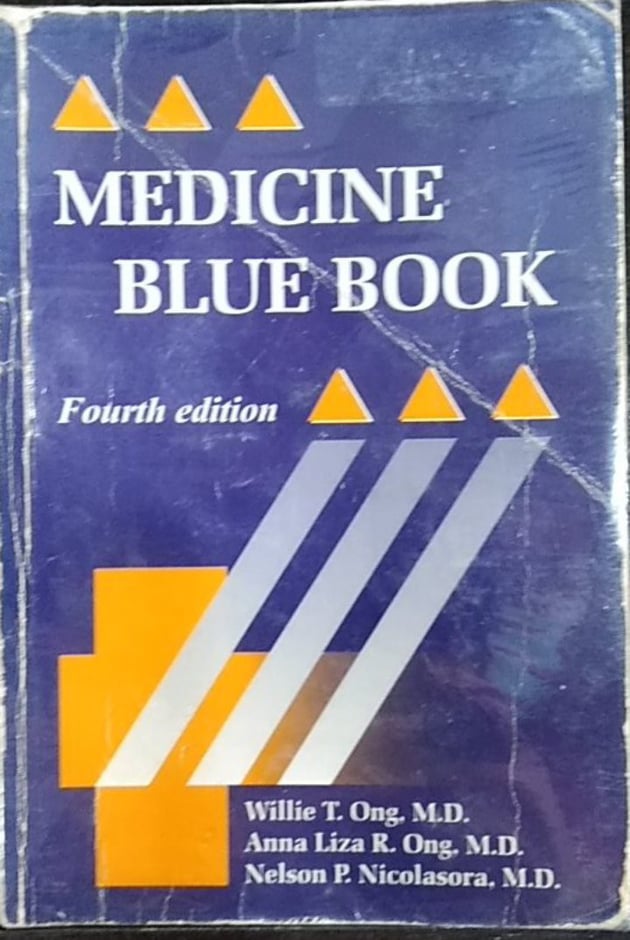 MEDICINE
BLUE BOOK
Fourth edition
Willie T. Ong, M.D.
Anna Liza R. Ong, M.D.
Nelson P. Nicolasora, M.D.